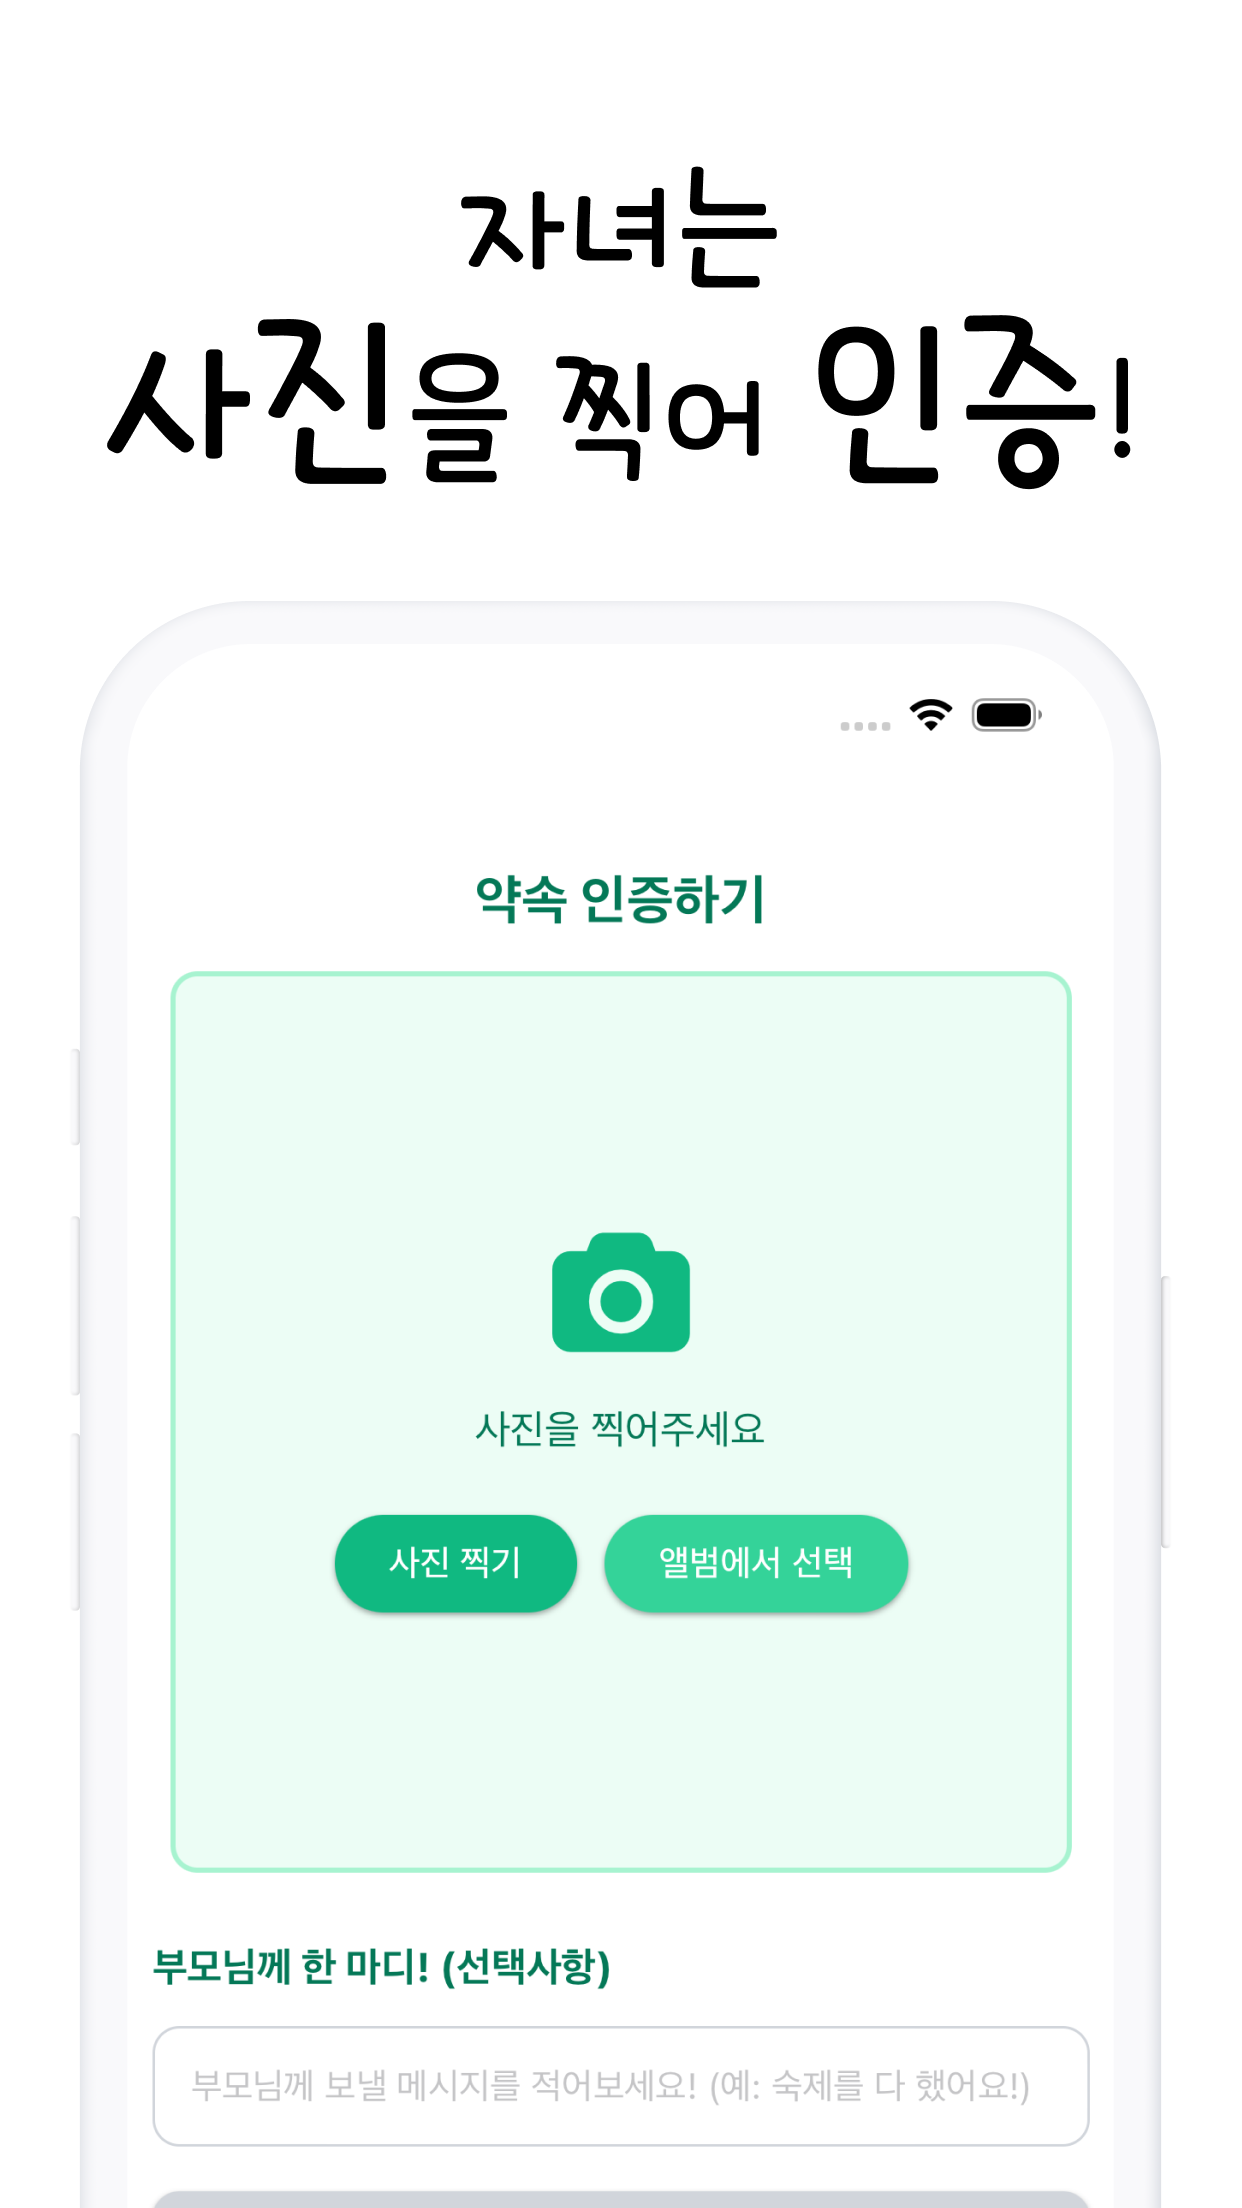 자녀는
사진을 찍어 인증!
약속 인증하기
사진을 찍어주세요
사진 찍기
앨범에서 선택
부모님께 한 마디! (선택사항)
부모님께 보낼 메시지를 적어보세요! (예: 숙제를 다 했어요!)